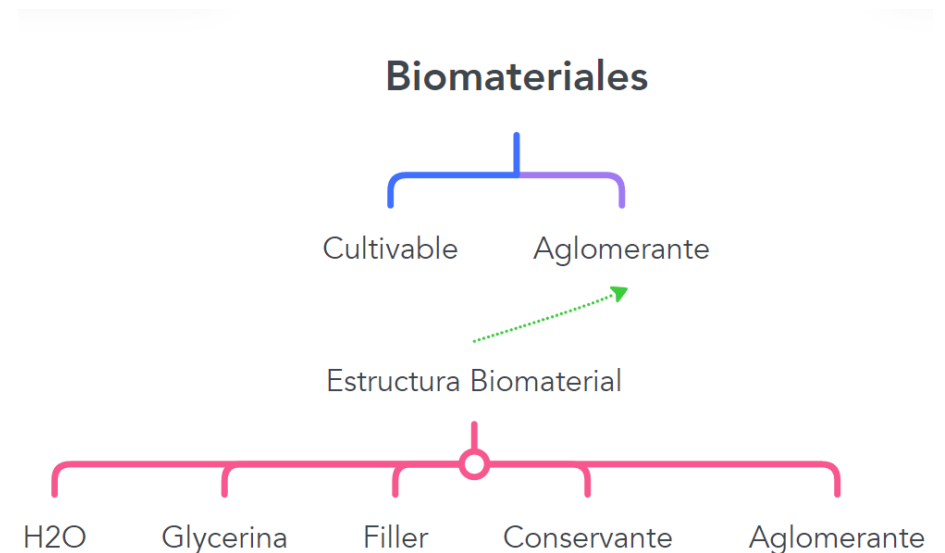 Biomateriales
Cultivable Aglomerante
Estructura Biomaterial
H2O Glycerina Filler Conservante Aglomerante